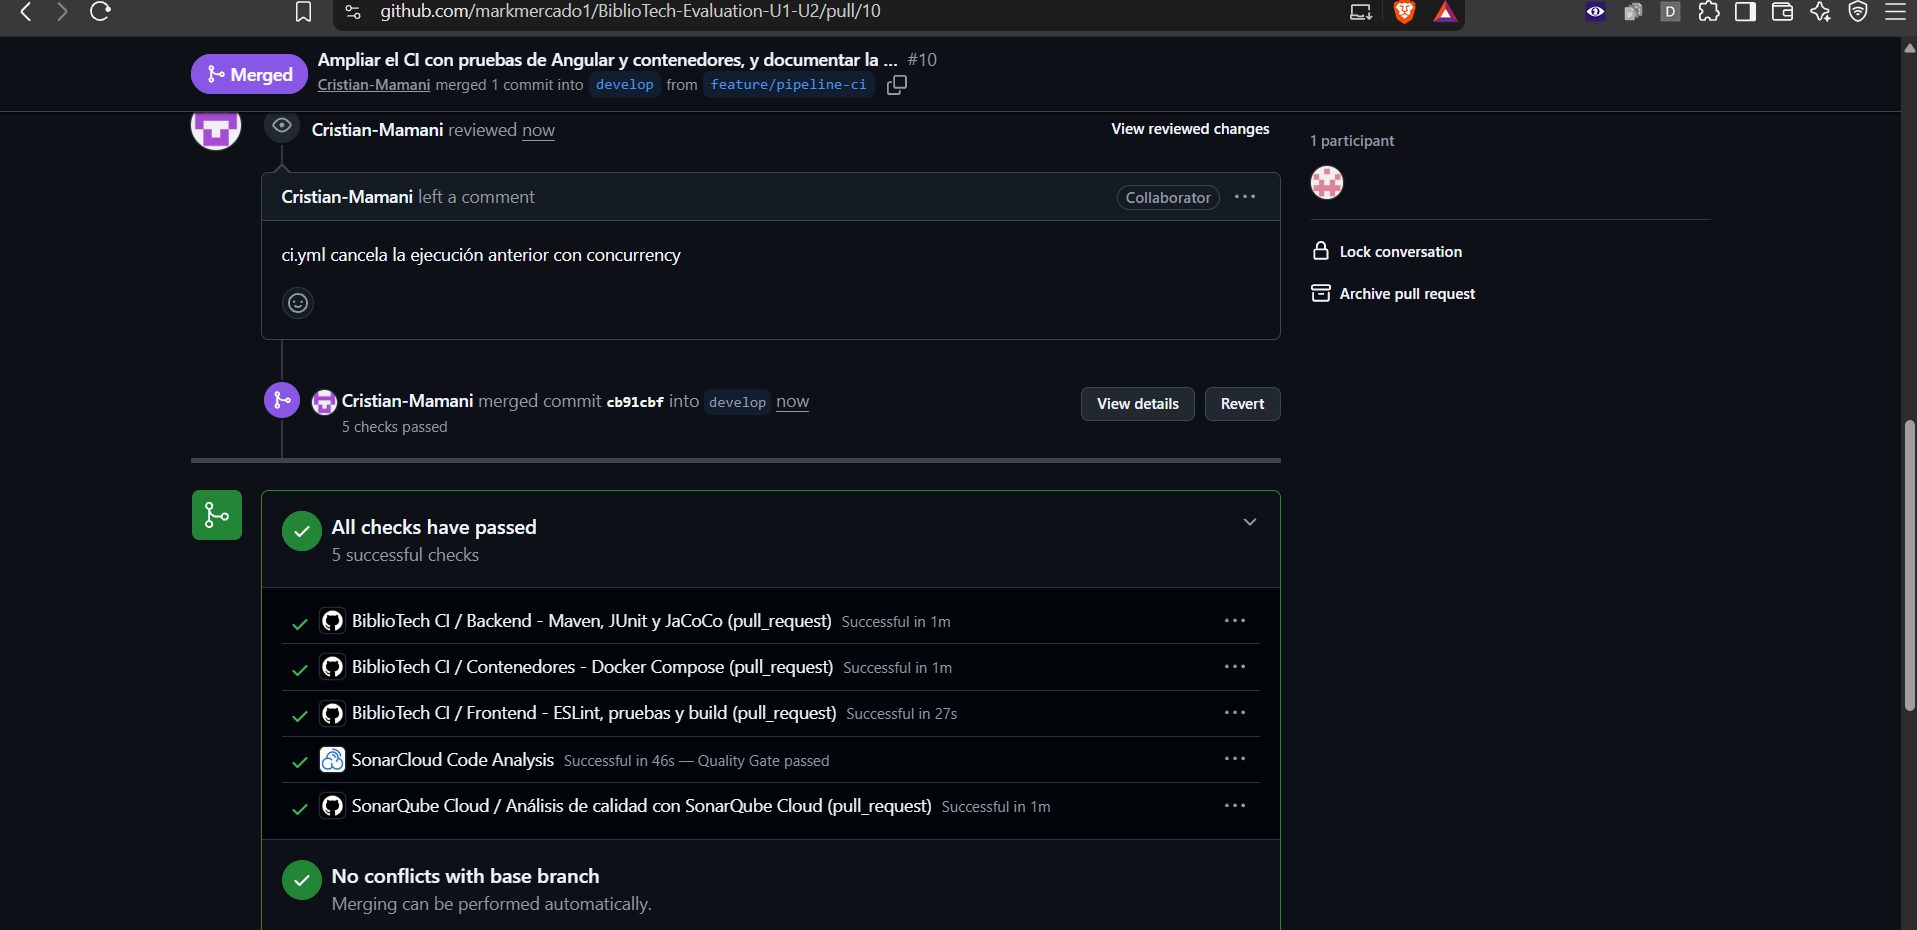 github.com/markmercado1/BiblioTech-Evaluation-U1-U2/pull/10
D
Merged
Ampliar el CI con pruebas de Angular y contenedores, y documentar la ... #10
Cristian-Mamani merged 1 commit into develop from feature/pipeline-ci
Cristian-Mamani reviewed now
View reviewed changes
1 participant
Cristian-Mamani left a comment
Collaborator
ci.yml cancela la ejecución anterior con concurrency
Lock conversation
Archive pull request
Cristian-Mamani merged commit cb91cbf into develop now
5 checks passed
View details
Revert
All checks have passed
5 successful checks
BiblioTech CI / Backend - Maven, JUnit y JaCoCo (pull_request) Successful in 1m
BiblioTech CI / Contenedores - Docker Compose (pull_request) Successful in 1m
BiblioTech CI / Frontend - ESLint, pruebas y build (pull_request) Successful in 27s
SonarCloud Code Analysis Successful in 46s — Quality Gate passed
SonarQube Cloud / Análisis de calidad con SonarQube Cloud (pull_request) Successful in 1m
No conflicts with base branch
Merging can be performed automatically.